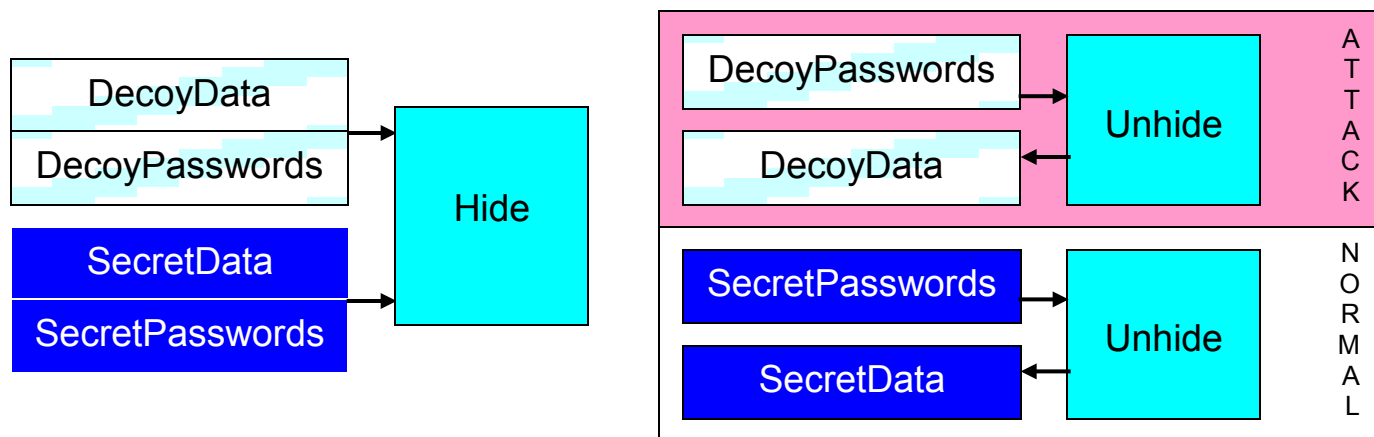 DecoyData
DecoyPasswords
SecretData
SecretPasswords
Hide
DecoyPasswords
DecoyData
Unhide
ATTACK
SecretPasswords
SecretData
Unhide
NORMAL